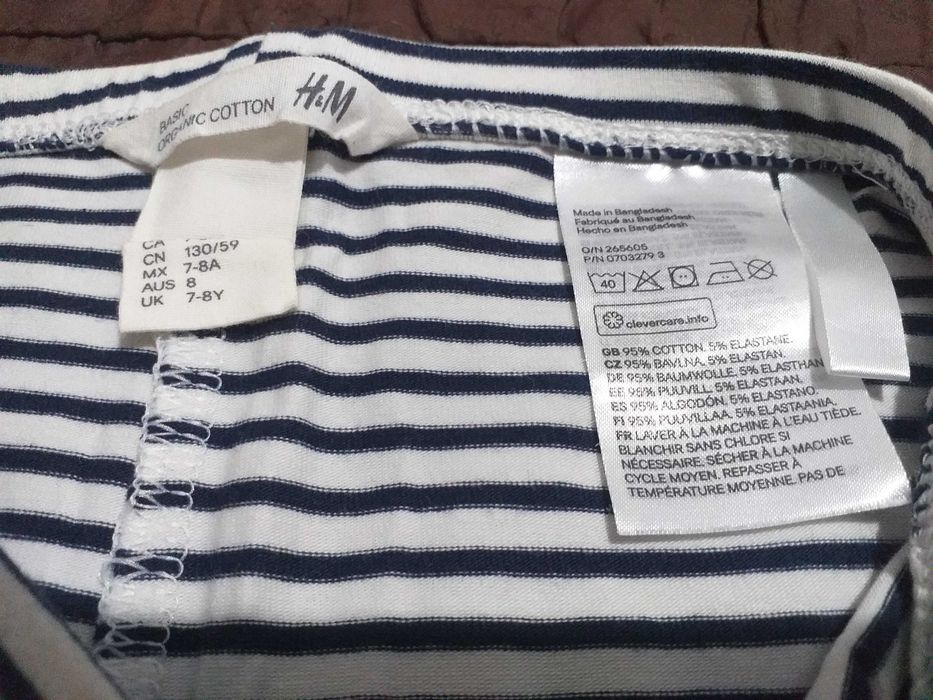 H&M
BASIC
ORGANIC COTTON
CA
CN 130/59
MX 7-8A
AUS 8
UK 7-8Y
Made in Bangladesh
Fabriqué au Bangladesh
Hecho en Bangladesh
O/N 265605
P/N 0703279 3
40
clevercare.info
GB 95% COTTON. 5% ELASTANE.
CZ 95% BAVLNA. 5% ELASTAN.
DE 95% BAUMWOLLE. 5% ELASTHAN
EE 95% PUUVILL. 5% ELASTAAN.
ES 95% ALGODÓN. 5% ELASTANO.
FI 95% PUUVILLAA. 5% ELASTAANIA.
FR LAVER À LA MACHINE À L'EAU TIÈDE.
BLANCHIR SANS CHLORE SI
NÉCESSAIRE. SÉCHER À LA MACHINE
CYCLE MOYEN. REPASSER À
TEMPÉRATURE MOYENNE. PAS DE